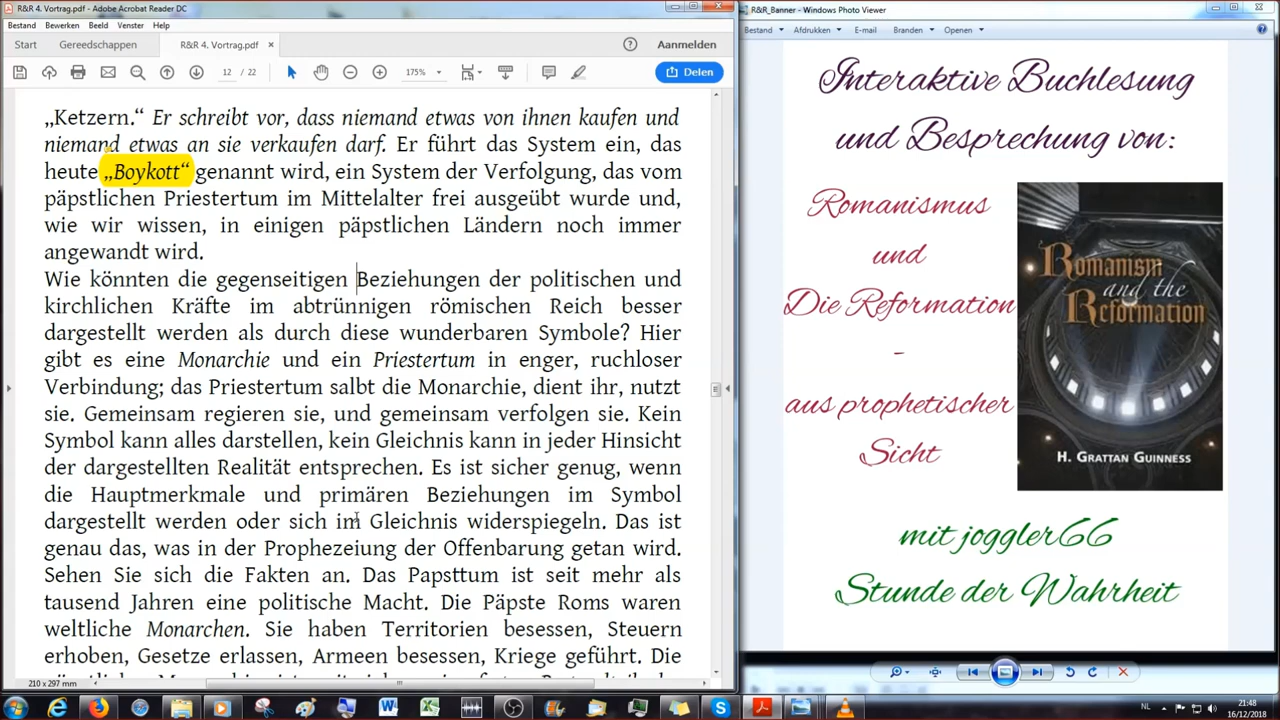 R&R 4. Vortrag.pdf - Adobe Acrobat Reader DC
Bestand Bearbeiten Beeld Venster Help
Start Gereedschappen R&R 4. Vortrag.pdf × Aanmelden
12 / 22 175% Delen
„Ketzern.“ Er schreibt vor, dass niemand etwas von ihnen kaufen und
niemand etwas an sie verkaufen darf. Er führt das System ein, das
heute „Boykott“ genannt wird, ein System der Verfolgung, das vom
päpstlichen Priestertum im Mittelalter frei ausgeübt wurde und,
wie wir wissen, in einigen päpstlichen Ländern noch immer
angewandt wird.
Wie könnten die gegenseitigen Beziehungen der politischen und
kirchlichen Kräfte im abtrünnigen römischen Reich besser
dargestellt werden als durch diese wunderbaren Symbole? Hier
gibt es eine Monarchie und ein Priestertum in enger, ruchloser
Verbindung; das Priestertum salbt die Monarchie, dient ihr, nutzt
sie. Gemeinsam regieren sie, und gemeinsam verfolgen sie. Kein
Symbol kann alles darstellen, kein Gleichnis kann in jeder Hinsicht
der dargestellten Realität entsprechen. Es ist sicher genug, wenn
die Hauptmerkmale und primären Beziehungen im Symbol
dargestellt werden oder sich im Gleichnis widerspiegeln. Das ist
genau das, was in der Prophezeiung der Offenbarung getan wird.
Sehen Sie sich die Fakten an. Das Papsttum ist seit mehr als
tausend Jahren eine politische Macht. Die Päpste Roms waren
weltliche Monarchen. Sie haben Territorien besessen, Steuern
erhoben, Gesetze erlassen, Armeen besessen, Kriege geführt. Die
210 x 297 mm
R&R_Banner - Windows Photo Viewer
Bestand Afdrukken E-mail Branden Openen
Interaktive Buchlesung
und Besprechung von:
Romanismus
und
Die Reformation
-
aus prophetischer
Sicht
Romanism
and the
Reformation
H. GRATTAN GUINNESS
mit joggler66
Stunde der Wahrheit
NL 21:48
16/12/2018